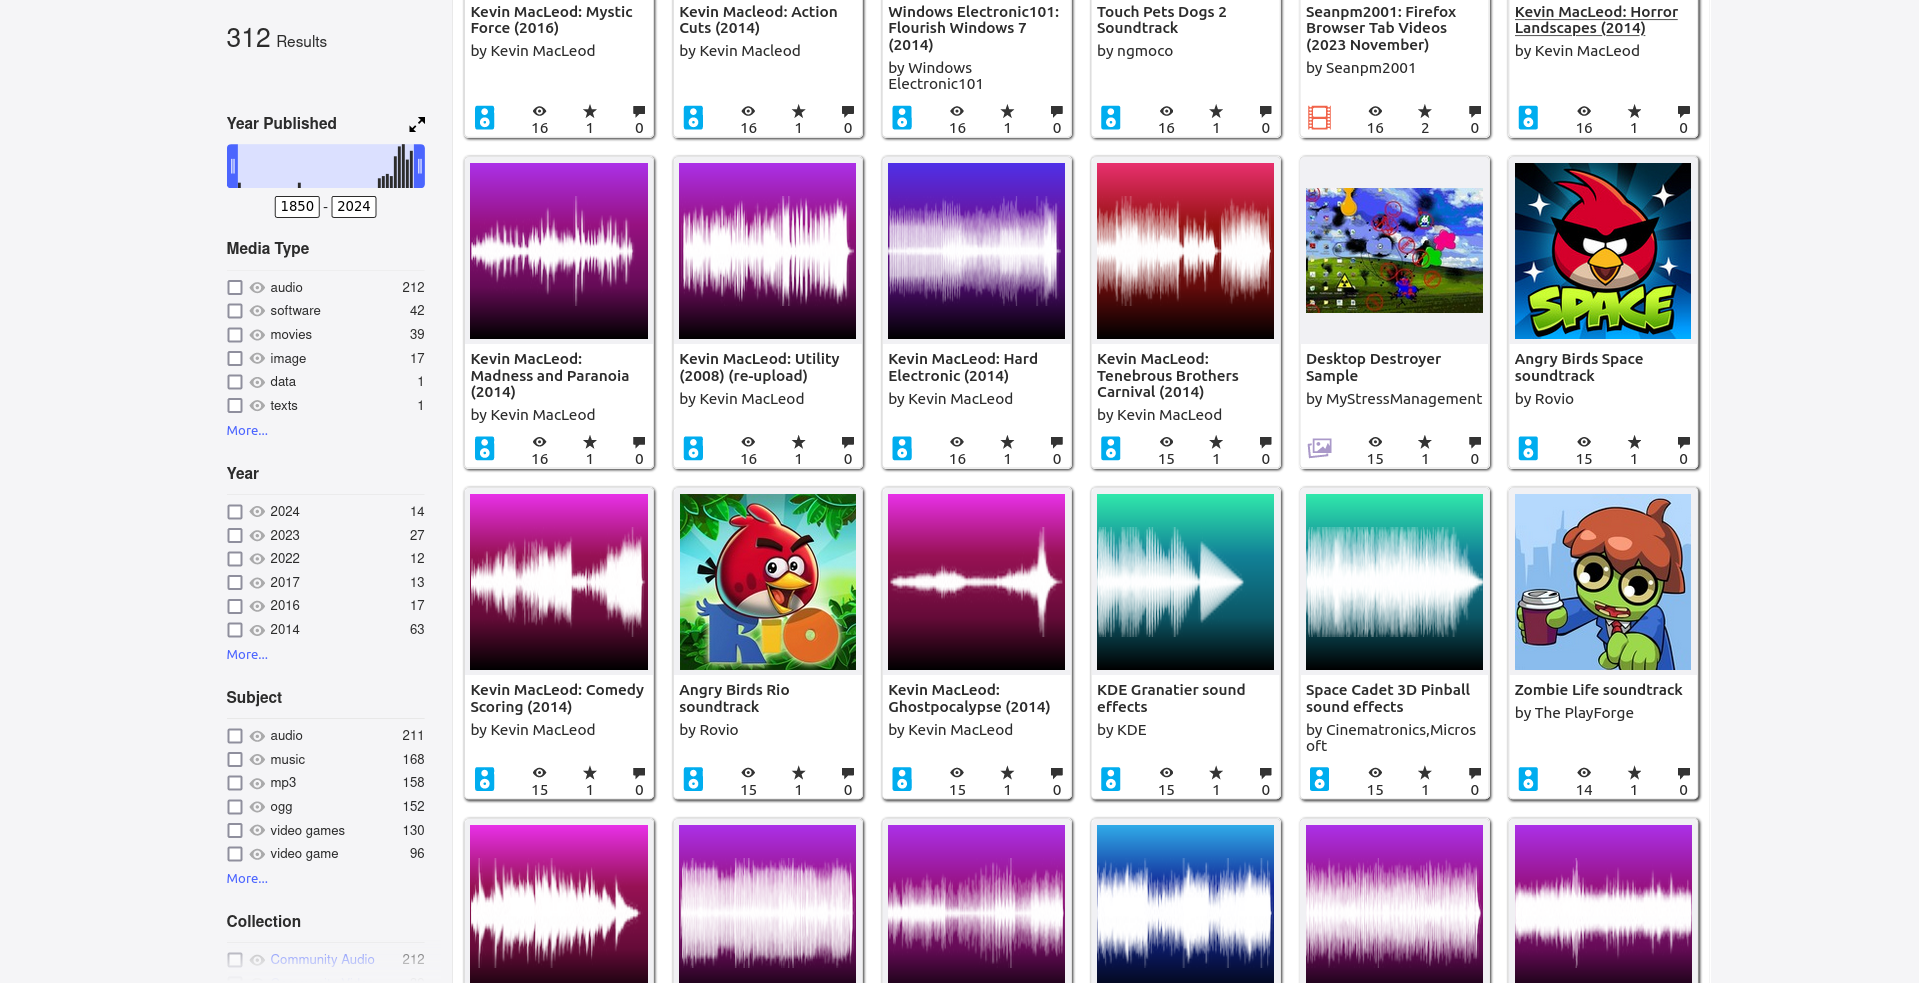 312 Results
Year Published
1850 - 2024
Media Type
audio 212
software 42
movies 39
image 17
data 1
texts 1
More...
Year
2024 14
2023 27
2022 12
2017 13
2016 17
2014 63
More...
Subject
audio 211
music 168
mp3 158
ogg 152
video games 130
video game 96
More...
Collection
Community Audio 212
Kevin MacLeod: Mystic
Force (2016)
by Kevin MacLeod
16 1 0
Kevin Macleod: Action
Cuts (2014)
by Kevin Macleod
16 1 0
Windows Electronic101:
Flourish Windows 7
(2014)
by Windows
Electronic101
16 1 0
Touch Pets Dogs 2
Soundtrack
by ngmoco
16 1 0
Seanpm2001: Firefox
Browser Tab Videos
(2023 November)
by Seanpm2001
16 2 0
Kevin MacLeod: Horror
Landscapes (2014)
by Kevin MacLeod
16 1 0
Kevin MacLeod:
Madness and Paranoia
(2014)
by Kevin MacLeod
16 1 0
Kevin MacLeod: Utility
(2008) (re-upload)
by Kevin MacLeod
16 1 0
Kevin MacLeod: Hard
Electronic (2014)
by Kevin MacLeod
16 1 0
Kevin MacLeod:
Tenebrous Brothers
Carnival (2014)
by Kevin MacLeod
15 1 0
Desktop Destroyer
Sample
by MyStressManagement
15 1 0
SPACE
Angry Birds Space
soundtrack
by Rovio
15 1 0
Kevin MacLeod: Comedy
Scoring (2014)
by Kevin MacLeod
15 1 0
RIO
Angry Birds Rio
soundtrack
by Rovio
15 1 0
Kevin MacLeod:
Ghostpocalypse (2014)
by Kevin MacLeod
15 1 0
KDE Granatier sound
effects
by KDE
15 1 0
Space Cadet 3D Pinball
sound effects
by Cinematronics,Micros
oft
15 1 0
Zombie Life soundtrack
by The PlayForge
14 1 0